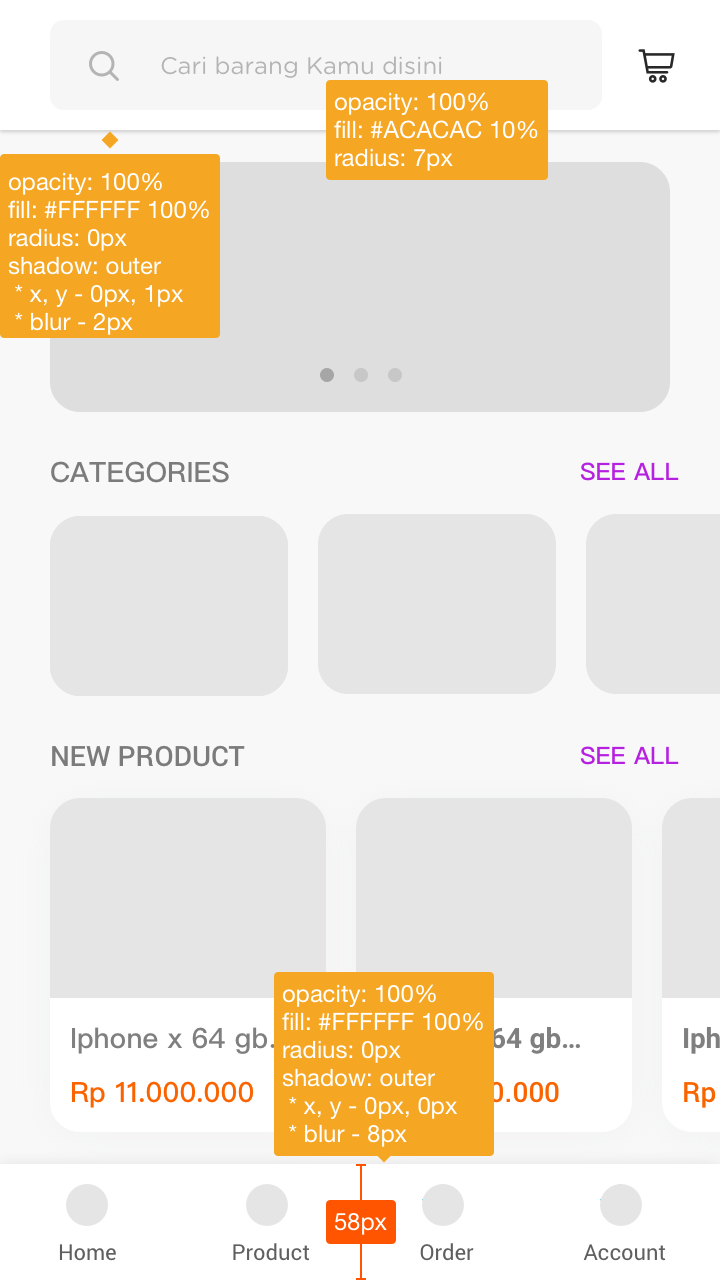 Cari barang Kamu disini
opacity: 100%
fill: #ACACAC 10%
radius: 7px
opacity: 100%
fill: #FFFFFF 100%
radius: 0px
shadow: outer
* x, y - 0px, 1px
* blur - 2px
CATEGORIES
SEE ALL
NEW PRODUCT
SEE ALL
Iphone x 64 gb.
64 gb...
Iph
Rp 11.000.000
0.000
Rp
opacity: 100%
fill: #FFFFFF 100%
radius: 0px
shadow: outer
* x, y - 0px, 0px
* blur - 8px
58px
Home
Product
Order
Account